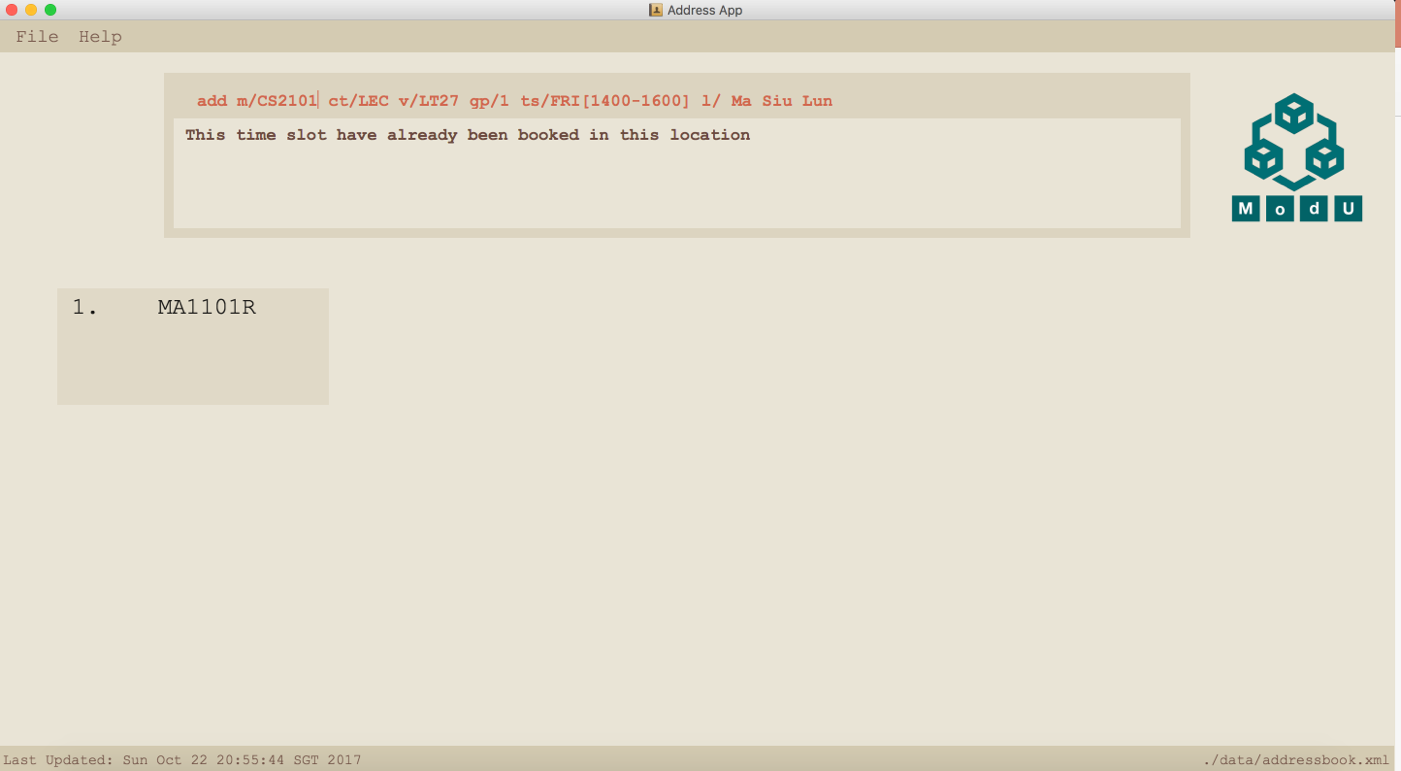 Address App
File Help
add m/CS2101 ct/LEC v/LT27 gp/1 ts/FRI[1400-1600] l/ Ma Siu Lun
This time slot have already been booked in this location
M o d U
1. MA1101R
Last Updated: Sun Oct 22 20:55:44 SGT 2017
./data/addressbook.xml